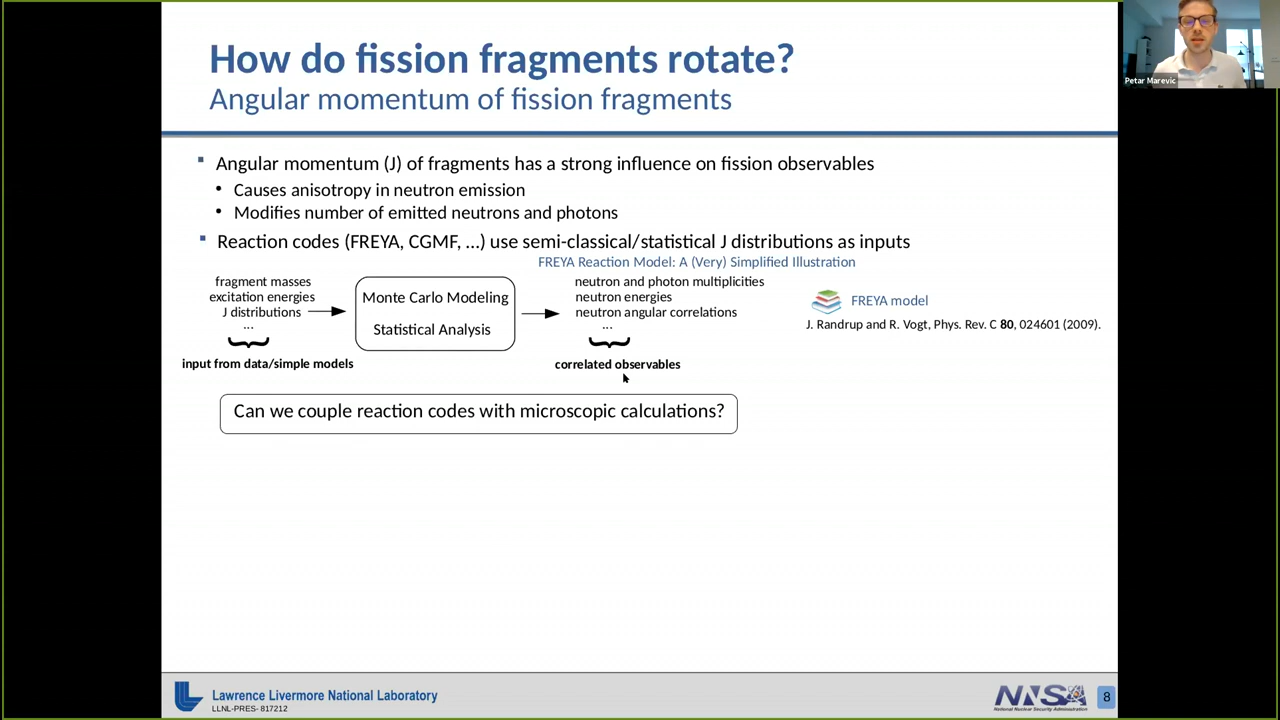 How do fission fragments rotate?
Angular momentum of fission fragments
Petar Marevic
Angular momentum (J) of fragments has a strong influence on fission observables
Causes anisotropy in neutron emission
Modifies number of emitted neutrons and photons
Reaction codes (FREYA, CGMF, ...) use semi-classical/statistical J distributions as inputs
FREYA Reaction Model: A (Very) Simplified Illustration
fragment masses
excitation energies
J distributions
...
input from data/simple models
Monte Carlo Modeling
Statistical Analysis
neutron and photon multiplicities
neutron energies
neutron angular correlations
...
correlated observables
FREYA model
J. Randrup and R. Vogt, Phys. Rev. C 80, 024601 (2009).
Can we couple reaction codes with microscopic calculations?
Lawrence Livermore National Laboratory
LLNL-PRES- 817212
NNSA
National Nuclear Security Administration
8